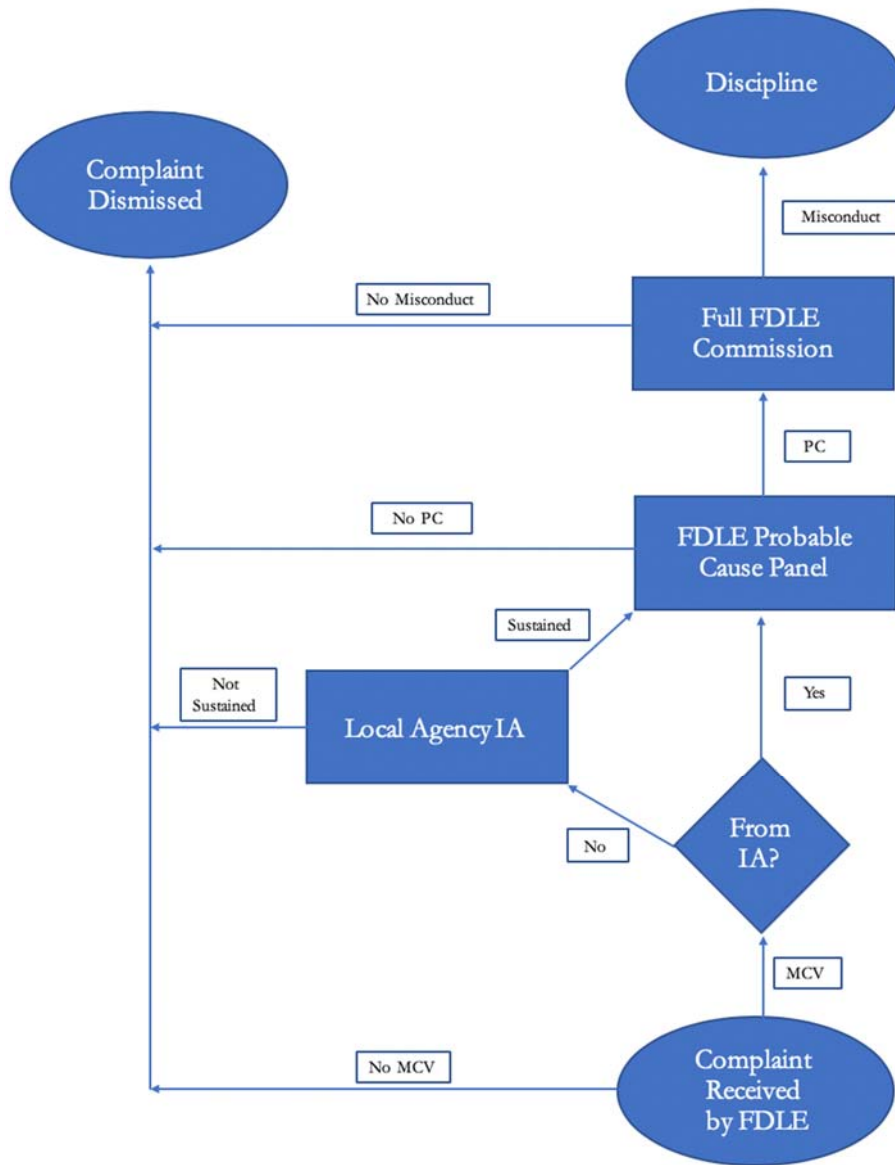 Discipline
Complaint
Dismissed
Misconduct
No Misconduct
Full FDLE
Commission
PC
No PC
FDLE Probable
Cause Panel
Sustained
Not
Sustained
Local Agency IA
Yes
No
From
IA?
MCV
No MCV
Complaint
Received
by FDLE